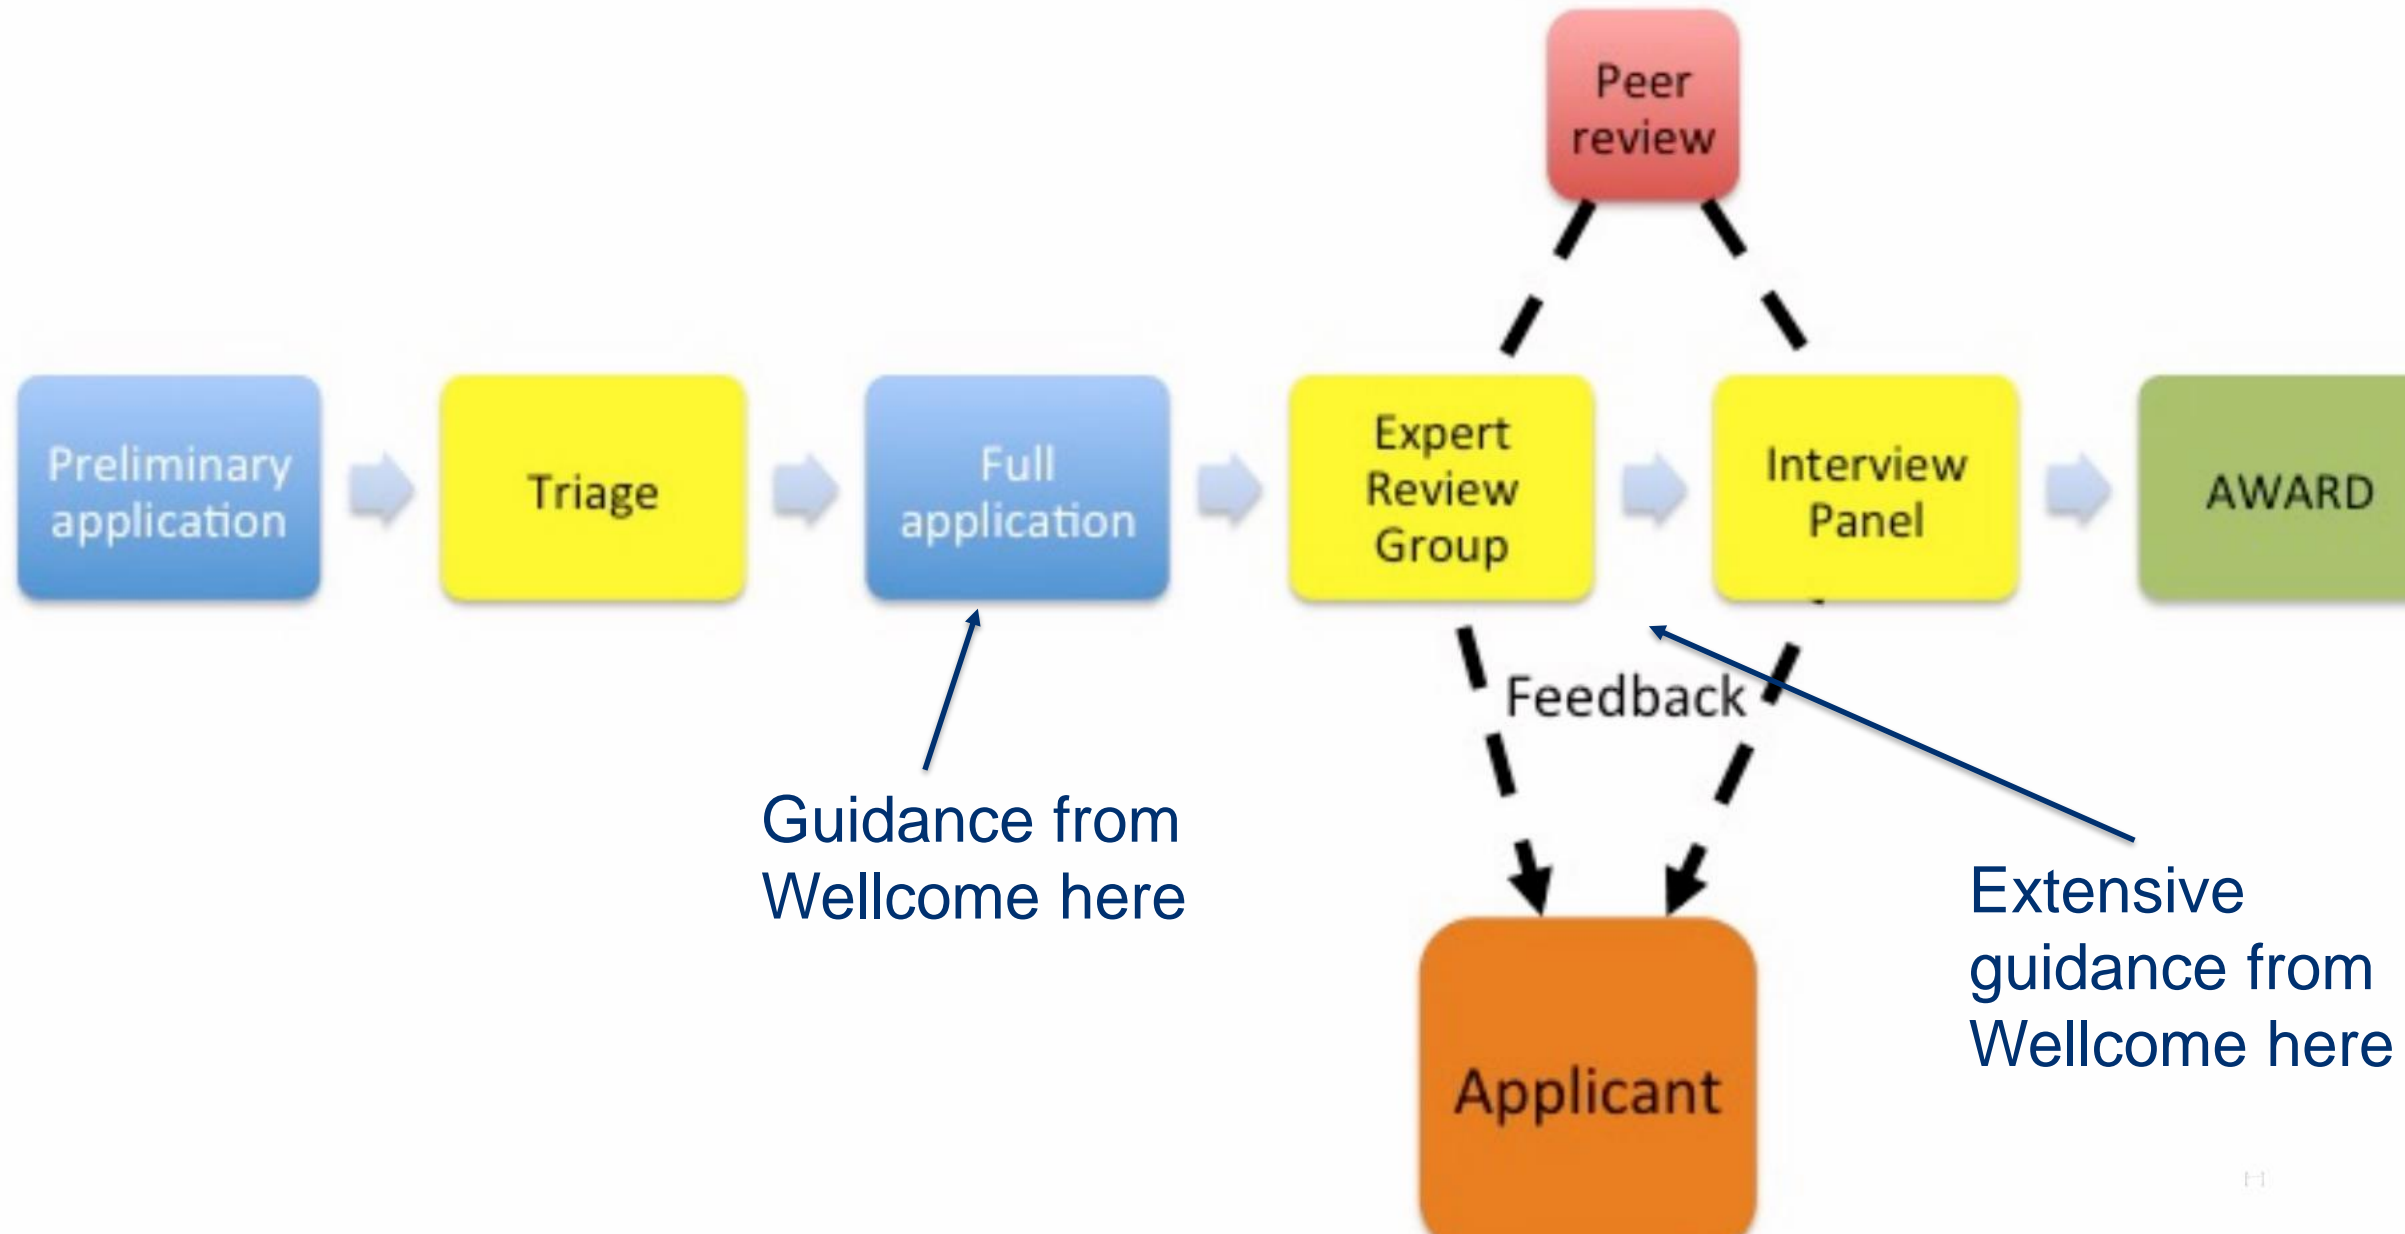 Peer
review
Preliminary
application
Triage
Full
application
Expert
Review
Group
Interview
Panel
AWARD
Feedback
Guidance from
Wellcome here
Extensive
guidance from
Wellcome here
Applicant